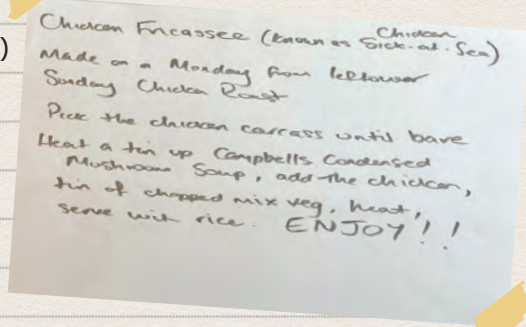 )
Chicken
Chicken Fricassee (known as Sick-at-Sea)
Made on a Monday from leftover
Sunday Chicken Roast
Pick the chicken carcass until bare
Heat a tin up Campbells Condensed
Mushroom Soup, add the chicken,
tin of chopped mix veg, heat,
serve wit rice. ENJOY!!